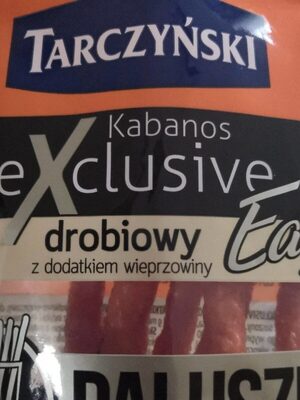 TARCZYŃSKI
Kabanos
eXclusive
drobiowy
z dodatkiem wieprzowiny